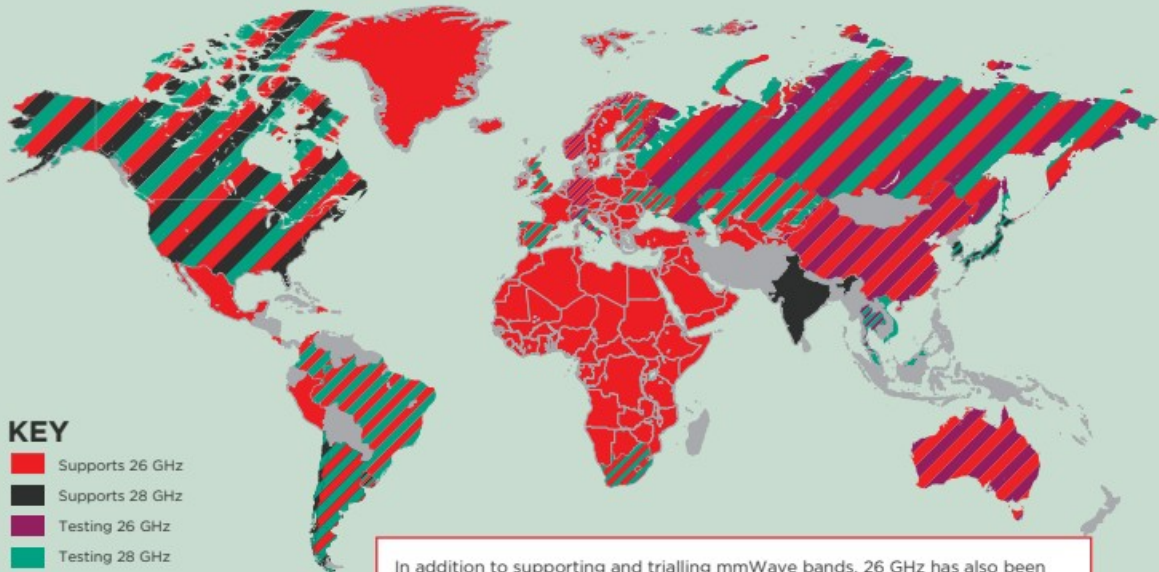 KEY
Supports 26 GHz
Supports 28 GHz
Testing 26 GHz
Testing 28 GHz
In addition to supporting and trialling mmWave bands, 26 GHz has also been